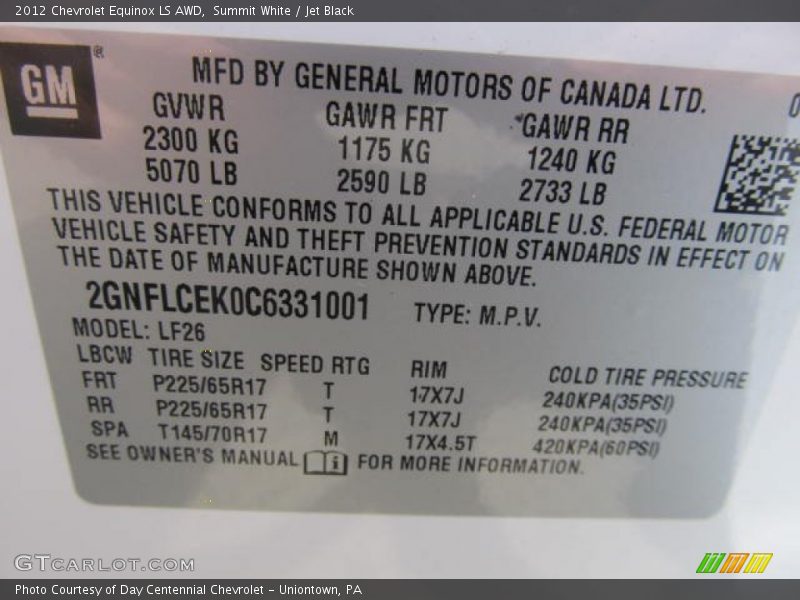 2012 Chevrolet Equinox LS AWD,  Summit White / Jet Black
GM ®
MFD BY GENERAL MOTORS OF CANADA LTD.
GVWR GAWR FRT GAWR RR
2300 KG 1175 KG 1240 KG
5070 LB 2590 LB 2733 LB
THIS VEHICLE CONFORMS TO ALL APPLICABLE U.S. FEDERAL MOTOR
VEHICLE SAFETY AND THEFT PREVENTION STANDARDS IN EFFECT ON
THE DATE OF MANUFACTURE SHOWN ABOVE.
2GNFLCEK0C6331001 TYPE: M.P.V.
MODEL: LF26
LBCW TIRE SIZE SPEED RTG RIM COLD TIRE PRESSURE
FRT P225/65R17 T 17X7J 240KPA(35PSI)
RR P225/65R17 T 17X7J 240KPA(35PSI)
SPA T145/70R17 M 17X4.5T 420KPA(60PSI)
SEE OWNER'S MANUAL i FOR MORE INFORMATION.
GTCARLOT.COM
Photo Courtesy of Day Centennial Chevrolet – Uniontown, PA